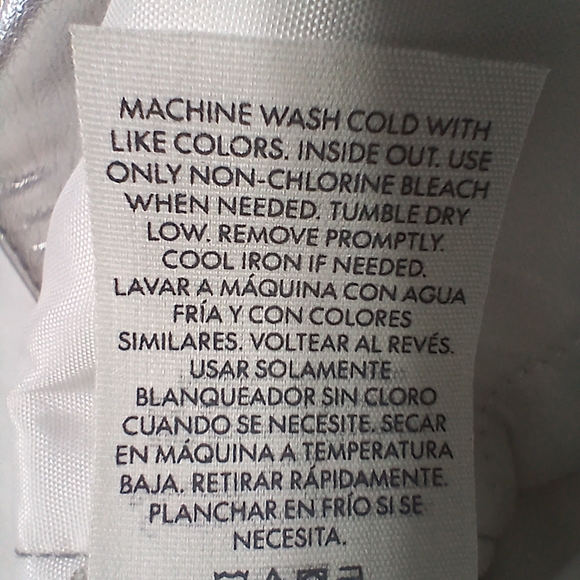 MACHINE WASH COLD WITH
LIKE COLORS. INSIDE OUT. USE
ONLY NON-CHLORINE BLEACH
WHEN NEEDED. TUMBLE DRY
LOW. REMOVE PROMPTLY.
COOL IRON IF NEEDED.
LAVAR A MÁQUINA CON AGUA
FRÍA Y CON COLORES
SIMILARES. VOLTEAR AL REVÉS.
USAR SOLAMENTE
BLANQUEADOR SIN CLORO
CUANDO SE NECESITE. SECAR
EN MÁQUINA A TEMPERATURA
BAJA. RETIRAR RÁPIDAMENTE.
PLANCHAR EN FRÍO SI SE
NECESITA.